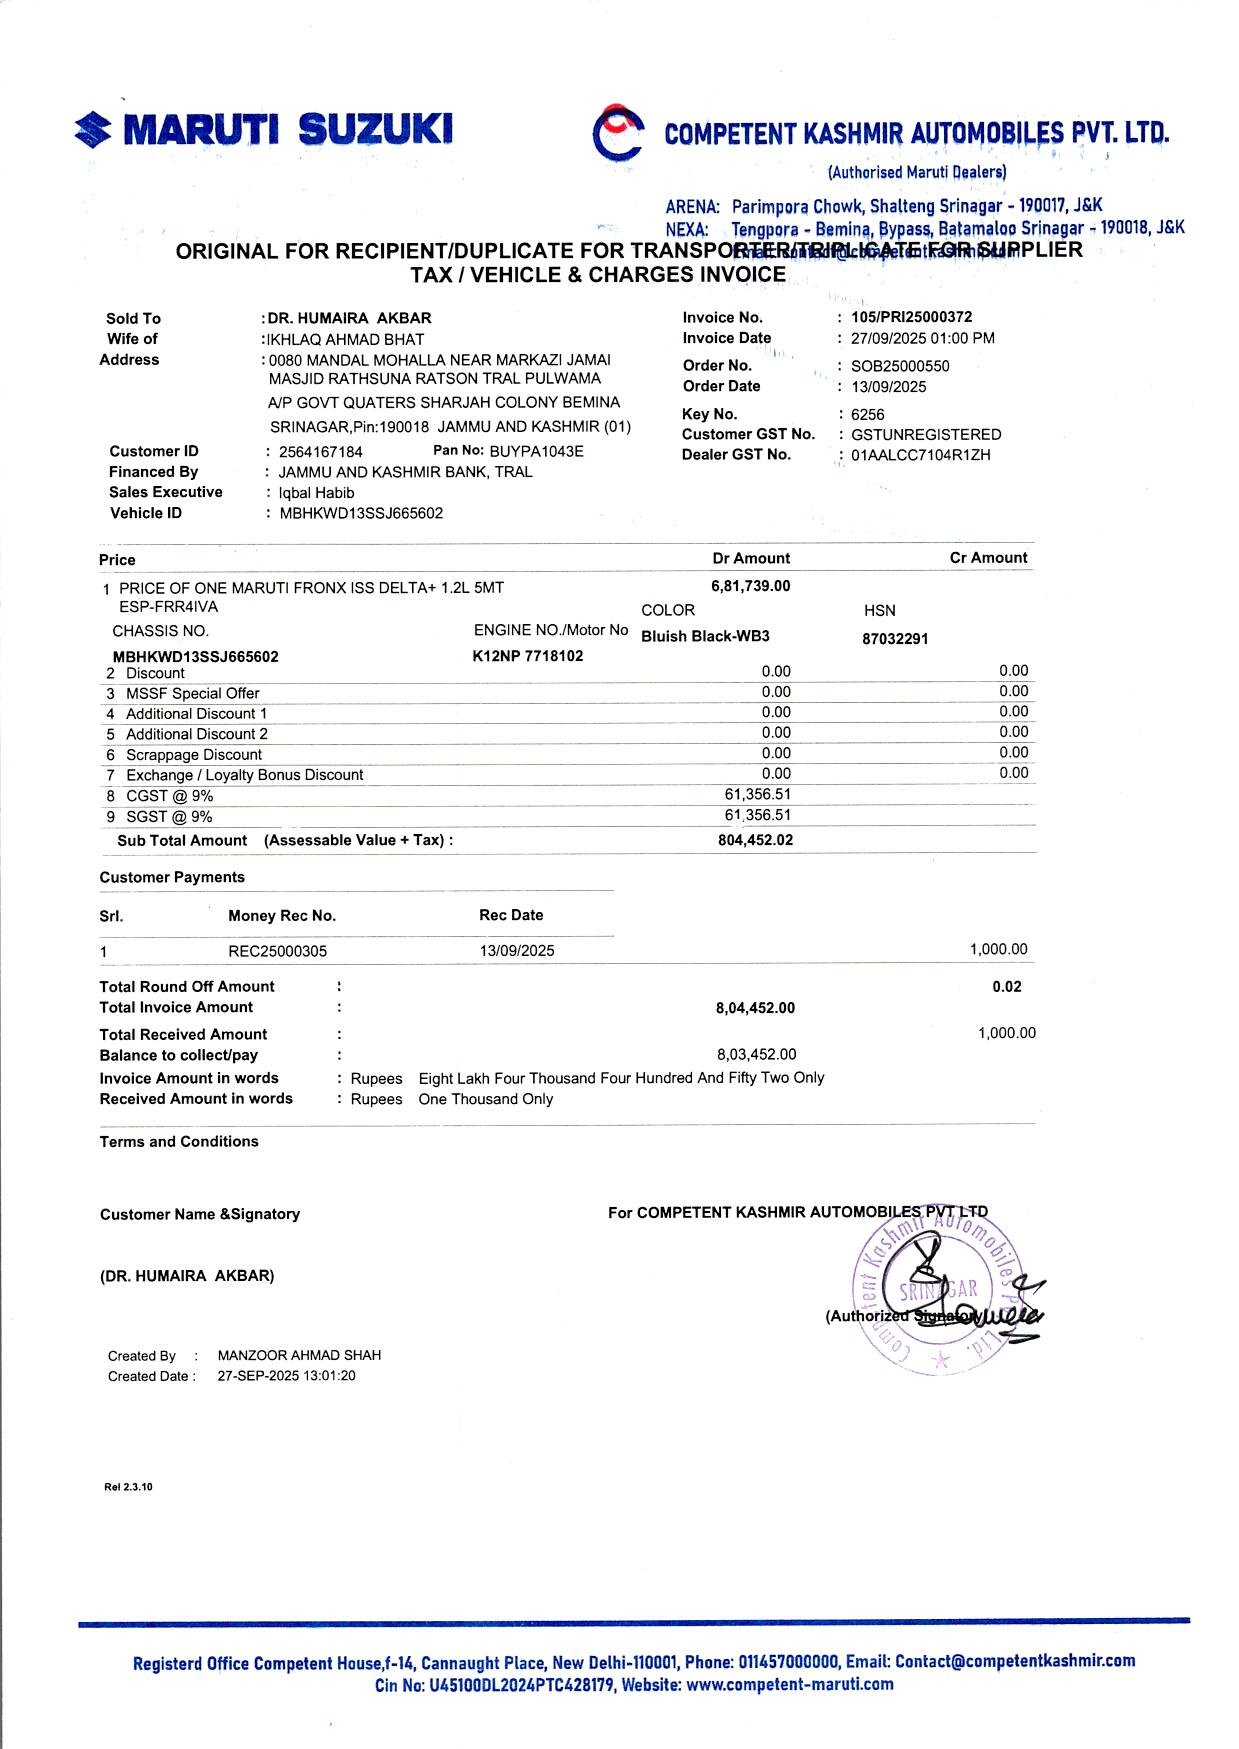 MARUTI SUZUKI
COMPETENT KASHMIR AUTOMOBILES PVT. LTD.
(Authorised Maruti Dealers)
ARENA: Parimpora Chowk, Shalteng Srinagar - 190017, J&K
NEXA: Tengpora - Bemina, Bypass, Batamaloo Srinagar - 190018, J&K
ORIGINAL FOR RECIPIENT/DUPLICATE FOR TRANSPORTER/TRIPLICATE FOR SUPPLIER
TAX / VEHICLE & CHARGES INVOICE
Sold To : DR. HUMAIRA AKBAR
Wife of : IKHLAQ AHMAD BHAT
Address : 0080 MANDAL MOHALLA NEAR MARKAZI JAMAI
MASJID RATHSUNA RATSON TRAL PULWAMA
A/P GOVT QUATERS SHARJAH COLONY BEMINA
SRINAGAR,Pin:190018 JAMMU AND KASHMIR (01)
Customer ID : 2564167184 Pan No: BUYPA1043E
Financed By : JAMMU AND KASHMIR BANK, TRAL
Sales Executive : Iqbal Habib
Vehicle ID : MBHKWD13SSJ665602
Invoice No. : 105/PRI25000372
Invoice Date : 27/09/2025 01:00 PM
Order No. : SOB25000550
Order Date : 13/09/2025
Key No. : 6256
Customer GST No. : GSTUNREGISTERED
Dealer GST No. : 01AALCC7104R1ZH
Price Dr Amount Cr Amount
1 PRICE OF ONE MARUTI FRONX ISS DELTA+ 1.2L 5MT 6,81,739.00
ESP-FRR4IVA COLOR HSN
CHASSIS NO. ENGINE NO./Motor No Bluish Black-WB3 87032291
MBHKWD13SSJ665602 K12NP 7718102
2 Discount 0.00 0.00
3 MSSF Special Offer 0.00 0.00
4 Additional Discount 1 0.00 0.00
5 Additional Discount 2 0.00 0.00
6 Scrappage Discount 0.00 0.00
7 Exchange / Loyalty Bonus Discount 0.00 0.00
8 CGST @ 9% 61,356.51
9 SGST @ 9% 61,356.51
Sub Total Amount (Assessable Value + Tax) : 804,452.02
Customer Payments
Srl. Money Rec No. Rec Date
1 REC25000305 13/09/2025 1,000.00
Total Round Off Amount : 0.02
Total Invoice Amount : 8,04,452.00
Total Received Amount : 1,000.00
Balance to collect/pay : 8,03,452.00
Invoice Amount in words : Rupees Eight Lakh Four Thousand Four Hundred And Fifty Two Only
Received Amount in words : Rupees One Thousand Only
Terms and Conditions
Customer Name &Signatory
For COMPETENT KASHMIR AUTOMOBILES PVT LTD
(DR. HUMAIRA AKBAR)
Competent Kashmir Automobiles Pvt. Ltd.
SRINAGAR
(Authorized Signatory
Created By : MANZOOR AHMAD SHAH
Created Date : 27-SEP-2025 13:01:20
Rel 2.3.10
Registerd Office Competent House,f-14, Cannaught Place, New Delhi-110001, Phone: 011457000000, Email: Contact@competentkashmir.com
Cin No: U45100DL2024PTC428179, Website: www.competent-maruti.com